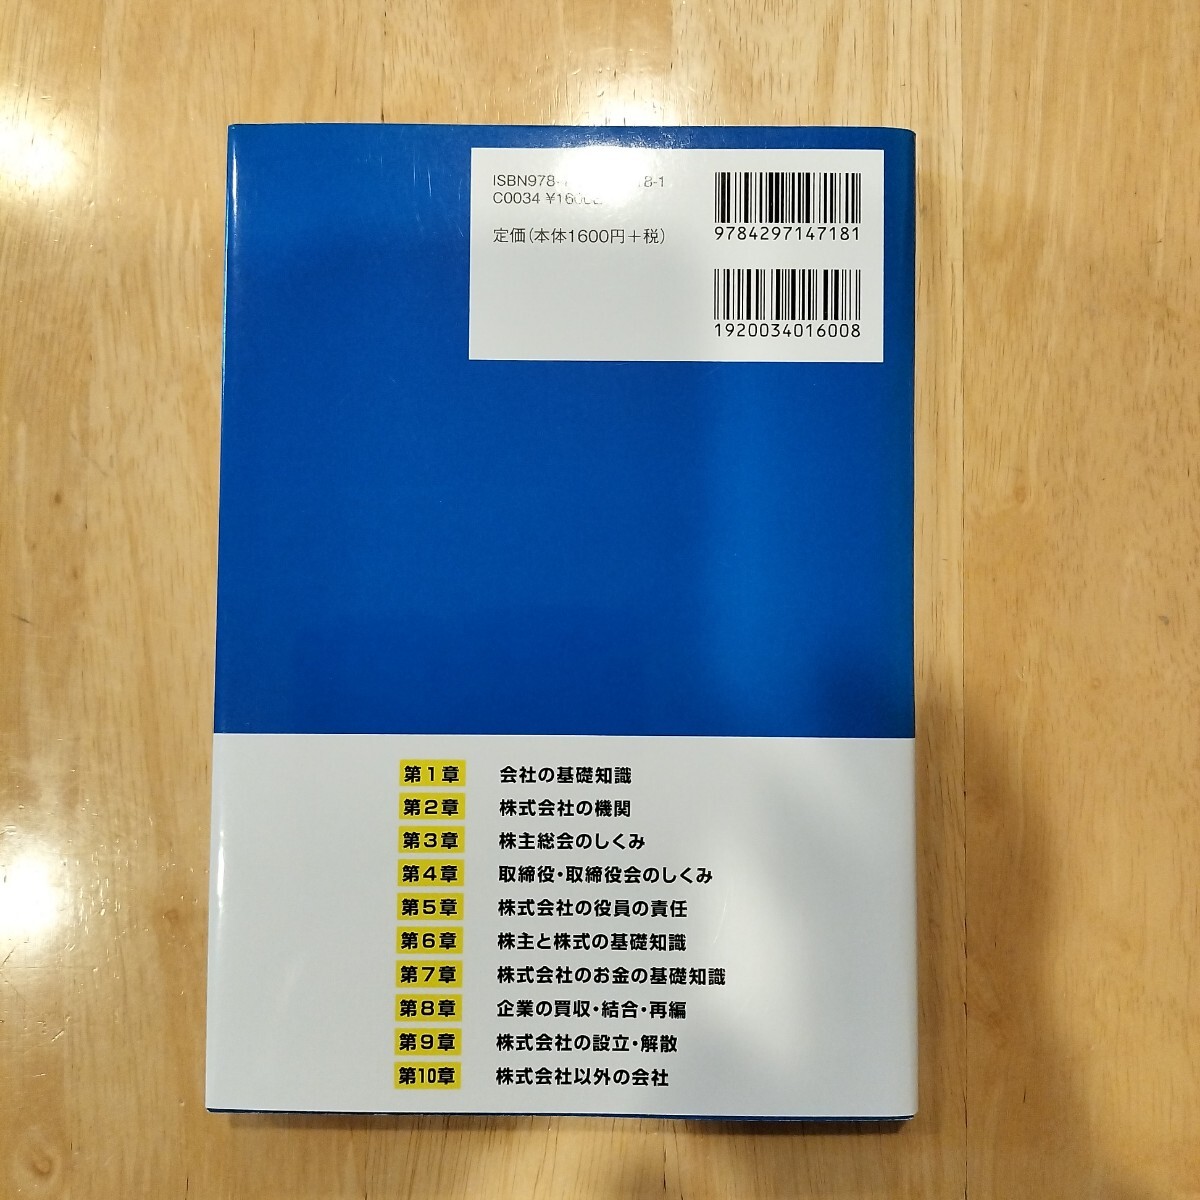 ISBN978- 18-1
C0034 ¥1600E
定価(本体1600円+税)
9784297147181
1920034016008
第1章 会社の基礎知識
第2章 株式会社の機関
第3章 株主総会のしくみ
第4章 取締役・取締役会のしくみ
第5章 株式会社の役員の責任
第6章 株主と株式の基礎知識
第7章 株式会社のお金の基礎知識
第8章 企業の買収・結合・再編
第9章 株式会社の設立・解散
第10章 株式会社以外の会社